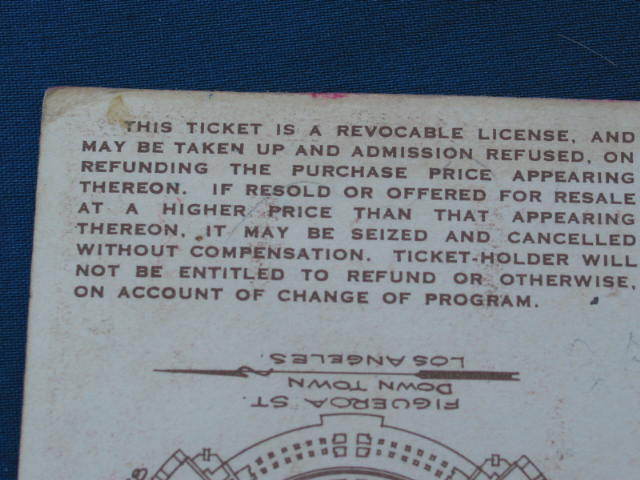 THIS TICKET IS A REVOCABLE LICENSE, AND
MAY BE TAKEN UP AND ADMISSION REFUSED, ON
REFUNDING THE PURCHASE PRICE APPEARING
THEREON. IF RESOLD OR OFFERED FOR RESALE
AT A HIGHER PRICE THAN THAT APPEARING
THEREON, IT MAY BE SEIZED AND CANCELLED
WITHOUT COMPENSATION. TICKET-HOLDER WILL
NOT BE ENTITLED TO REFUND OR OTHERWISE,
ON ACCOUNT OF CHANGE OF PROGRAM.
FIGUEROA ST.
DOWN TOWN
LOS ANGELES